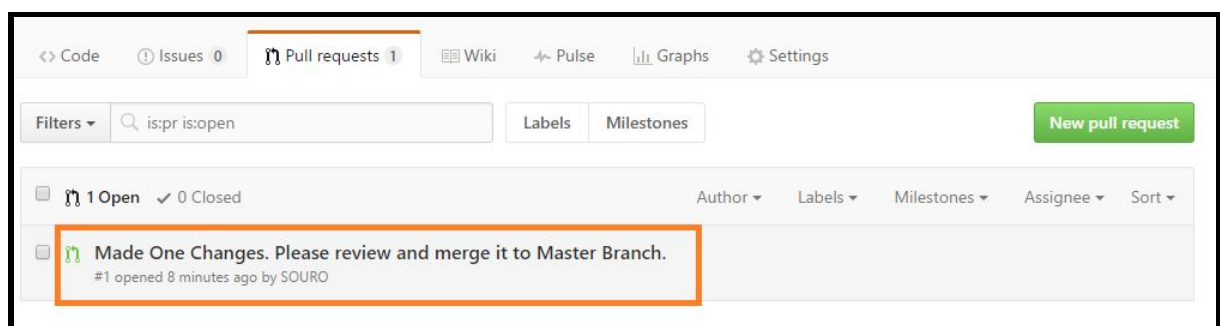 Code Issues 0 Pull requests 1 Wiki Pulse Graphs Settings
Filters is:pr is:open Labels Milestones New pull request
1 Open 0 Closed Author Labels Milestones Assignee Sort
Made One Changes. Please review and merge it to Master Branch.
#1 opened 8 minutes ago by SOURO